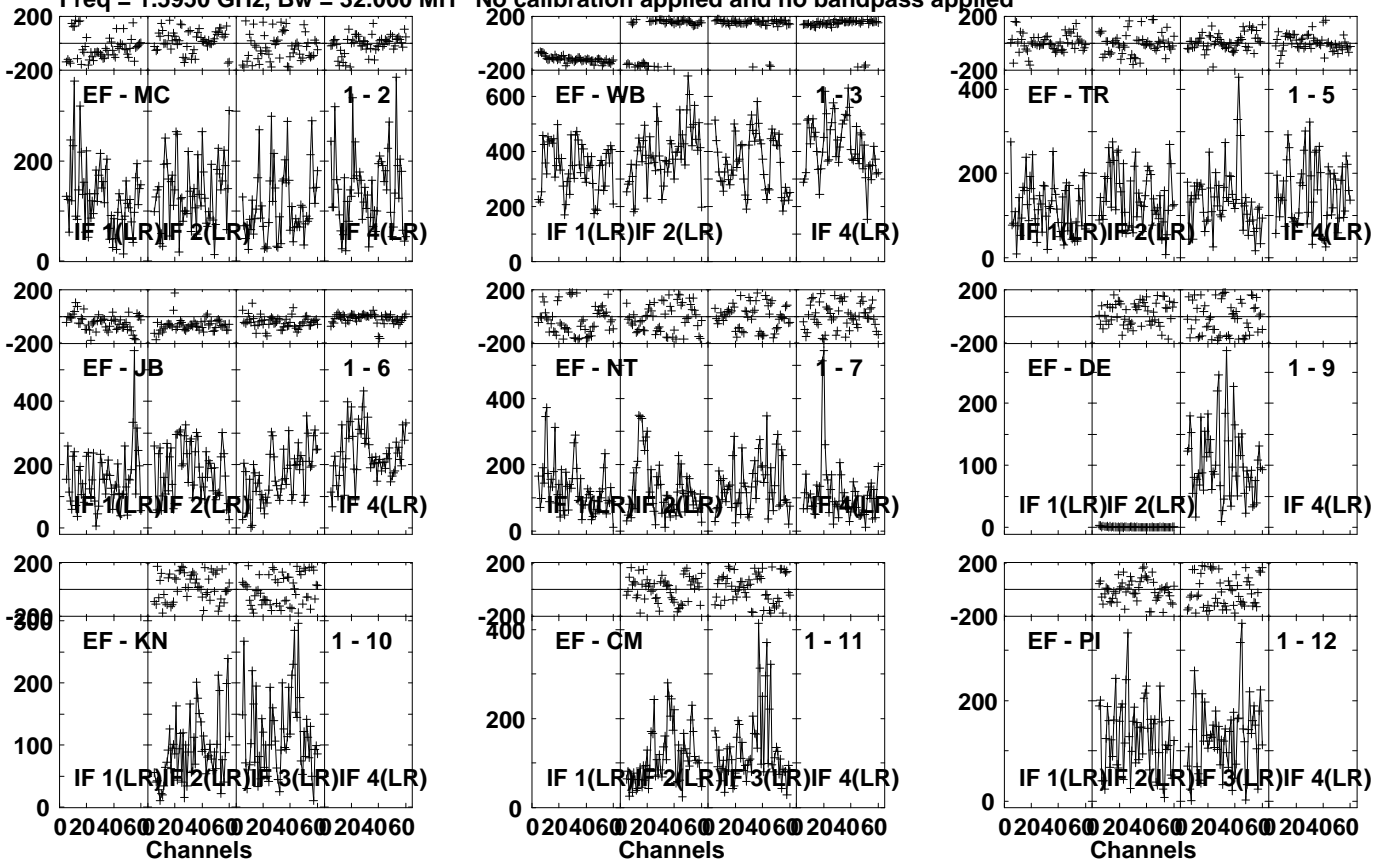 Freq = 1.5950 GHz, Bw = 32.000 MH No calibration applied and no bandpass applied
200
-200
EF - MC
1 - 2
200
0
IF 1(LR)
IF 2(LR)
IF 4(LR)
200
-200
EF - WB
1 - 3
600
400
200
0
IF 1(LR)
IF 2(LR)
IF 4(LR)
200
-200
EF - TR
1 - 5
400
200
0
IF 1(LR)
IF 2(LR)
IF 4(LR)
200
-200
EF - JB
1 - 6
400
200
0
IF 1(LR)
IF 2(LR)
IF 4(LR)
200
-200
EF - NT
1 - 7
400
200
0
IF 1(LR)
IF 2(LR)
IF 4(LR)
200
-200
EF - DE
1 - 9
200
100
0
IF 1(LR)
IF 2(LR)
IF 4(LR)
200
-200
300
EF - KN
1 - 10
200
100
0
IF 1(LR)
IF 2(LR)
IF 3(LR)
IF 4(LR)
0 20 40 60
0 20 40 60
0 20 40 60
0 20 40 60
Channels
200
-200
EF - CM
1 - 11
400
200
0
IF 1(LR)
IF 2(LR)
IF 3(LR)
IF 4(LR)
0 20 40 60
0 20 40 60
0 20 40 60
0 20 40 60
Channels
200
-200
EF - PI
1 - 12
200
0
IF 1(LR)
IF 2(LR)
IF 3(LR)
IF 4(LR)
0 20 40 60
0 20 40 60
0 20 40 60
0 20 40 60
Channels